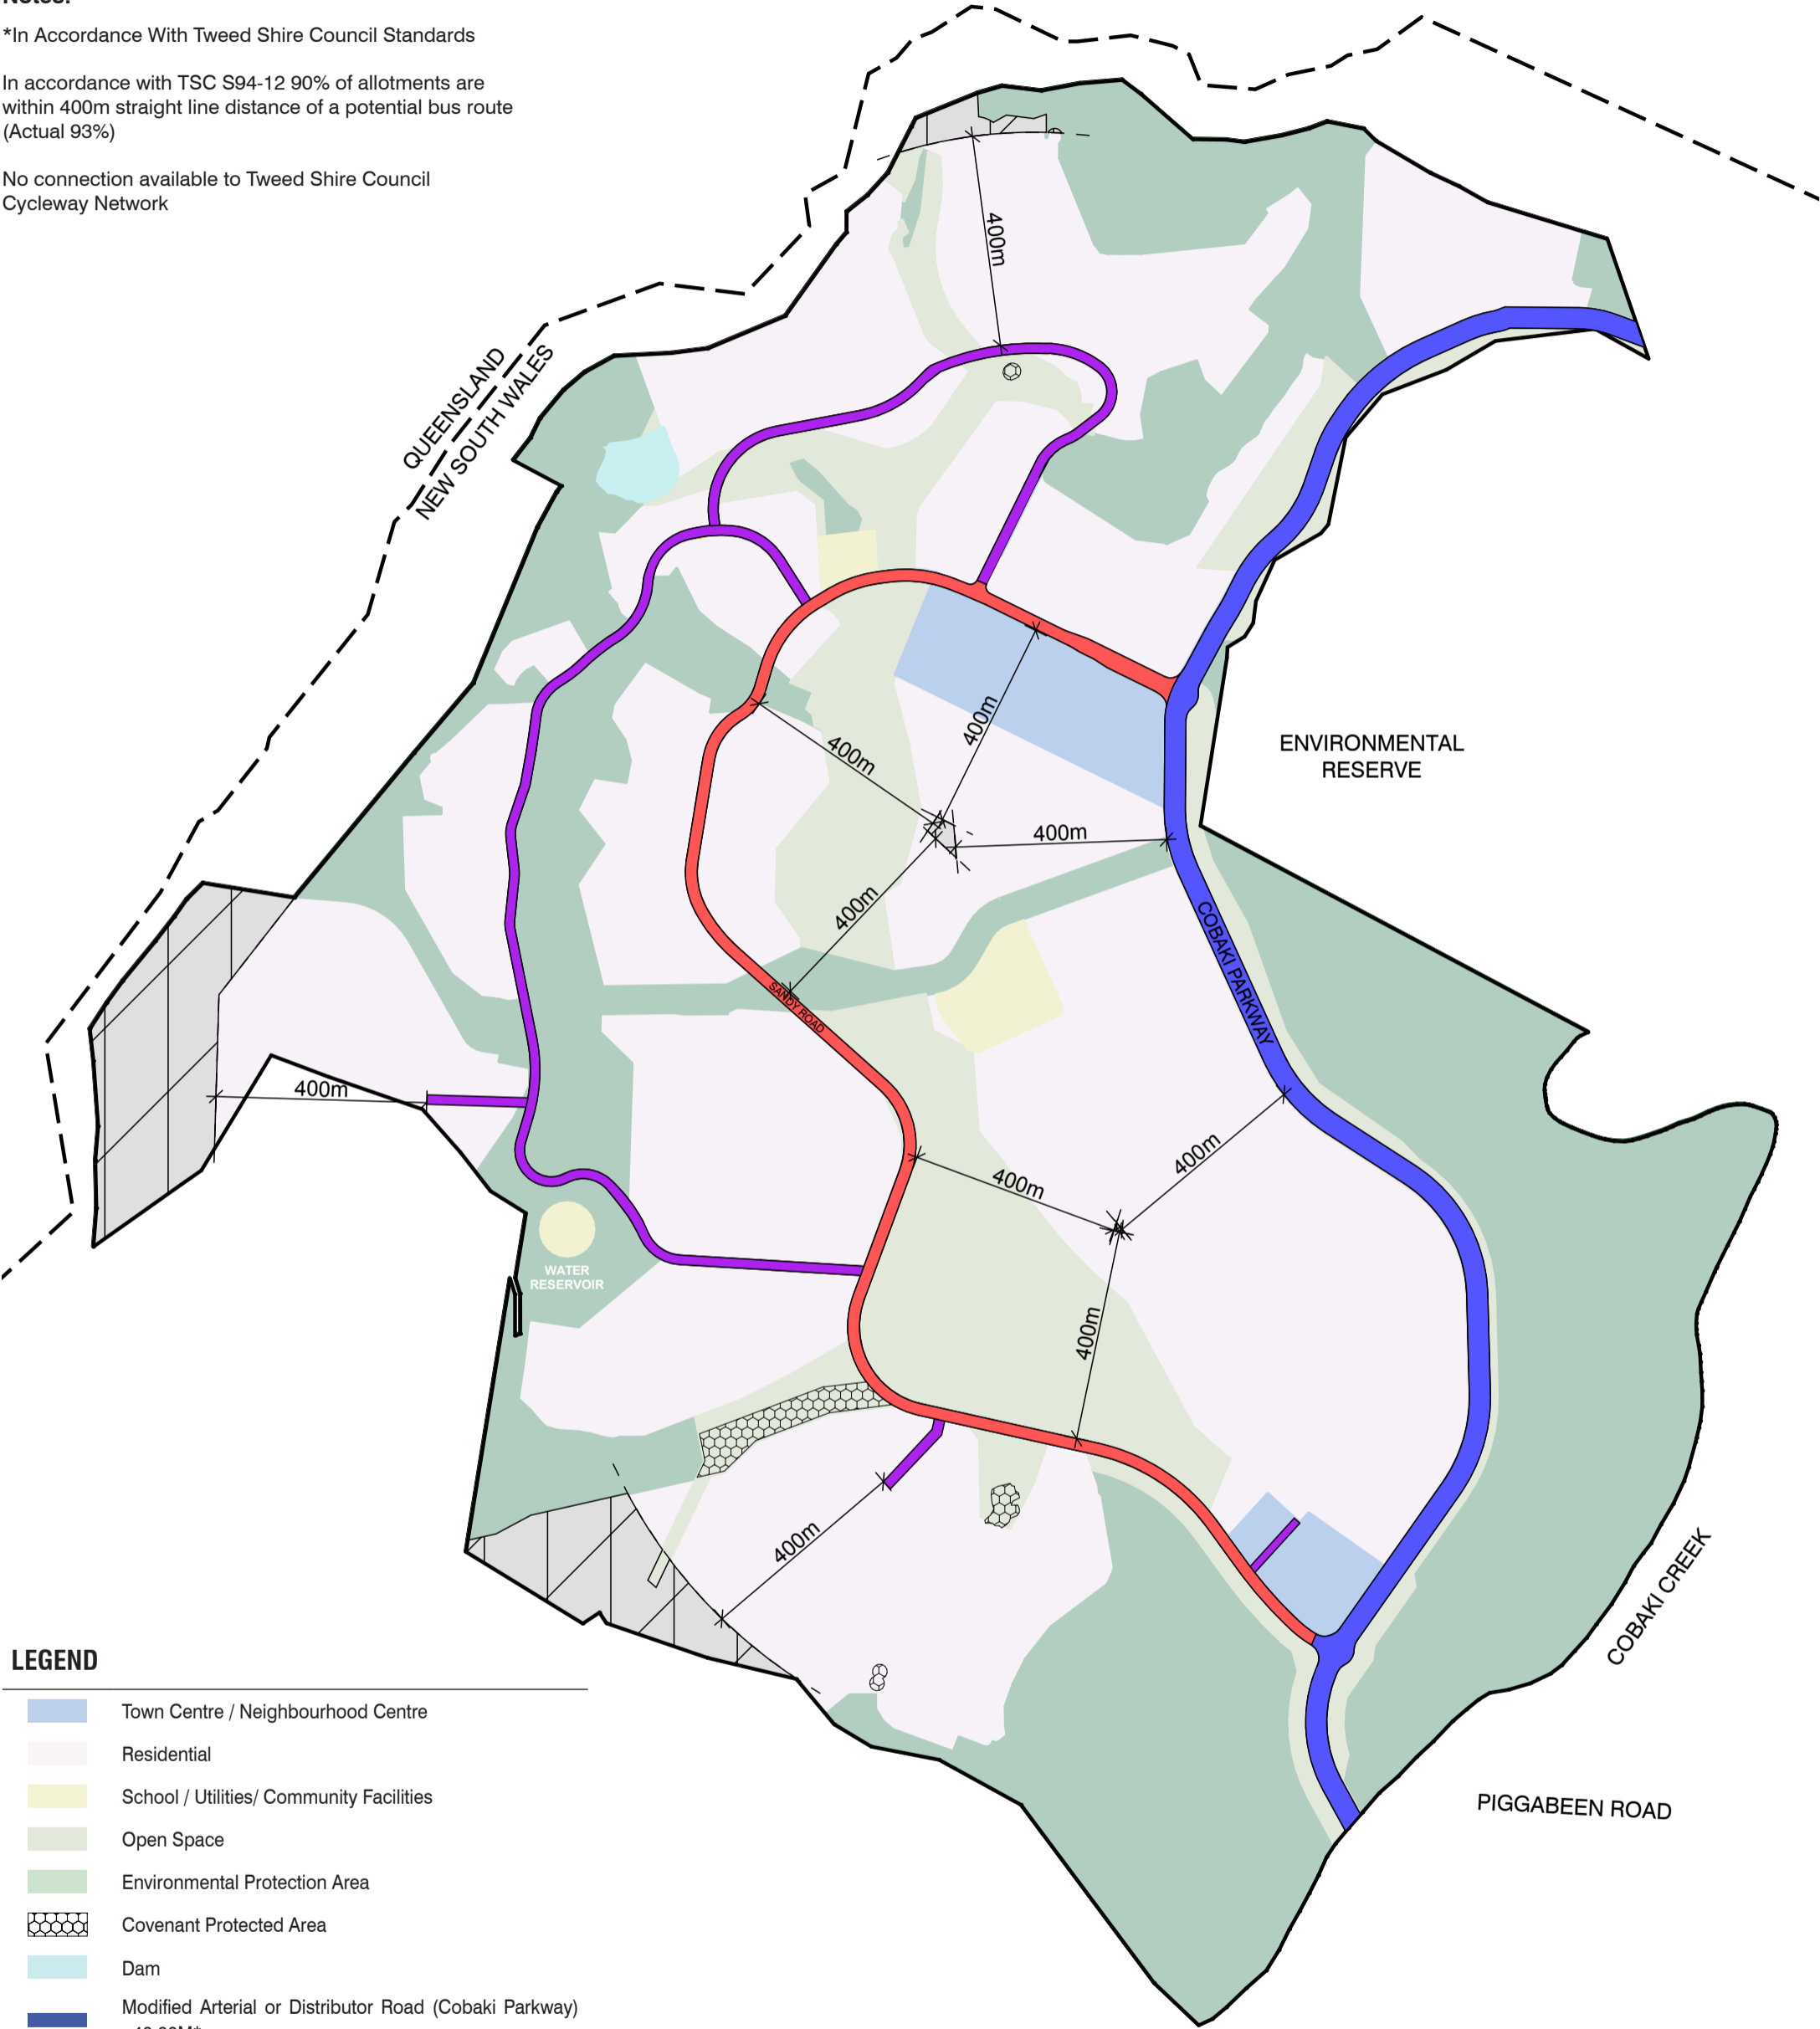 Notes:
*In Accordance With Tweed Shire Council Standards
In accordance with TSC S94-12 90% of allotments are
within 400m straight line distance of a potential bus route
(Actual 93%)
No connection available to Tweed Shire Council
Cycleway Network
400m
QUEENSLAND
NEW SOUTH WALES
400m
400m
ENVIRONMENTAL
RESERVE
400m
400m
COBAKI PARKWAY
SANDY ROAD
400m
400m
400m
WATER
RESERVOIR
400m
400m
COBAKI CREEK
PIGGABEEN ROAD
LEGEND
Town Centre / Neighbourhood Centre
Residential
School / Utilities/ Community Facilities
Open Space
Environmental Protection Area
Covenant Protected Area
Dam
Modified Arterial or Distributor Road (Cobaki Parkway)